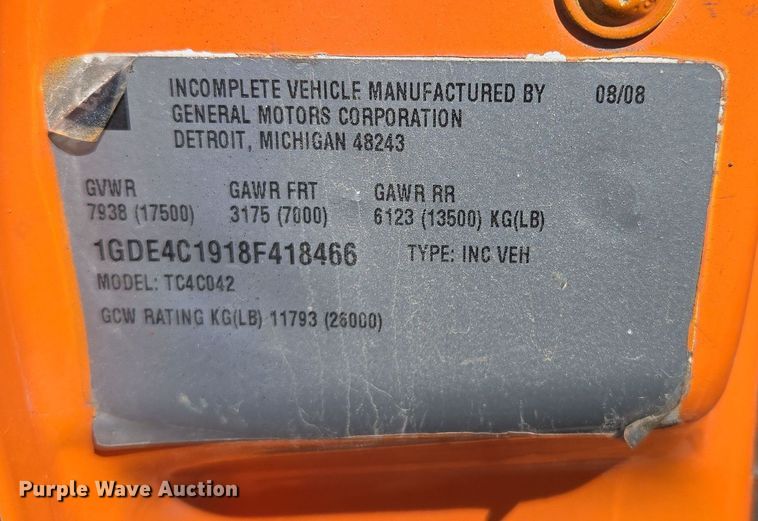 INCOMPLETE VEHICLE MANUFACTURED BY 08/08
GENERAL MOTORS CORPORATION
DETROIT, MICHIGAN 48243
GVWR GAWR FRT GAWR RR
7938 (17500) 3175 (7000) 6123 (13500) KG(LB)
1GDE4C1918F418466 TYPE: INC VEH
MODEL: TC4C042
GCW RATING KG(LB) 11793 (26000)
Purple Wave Auction